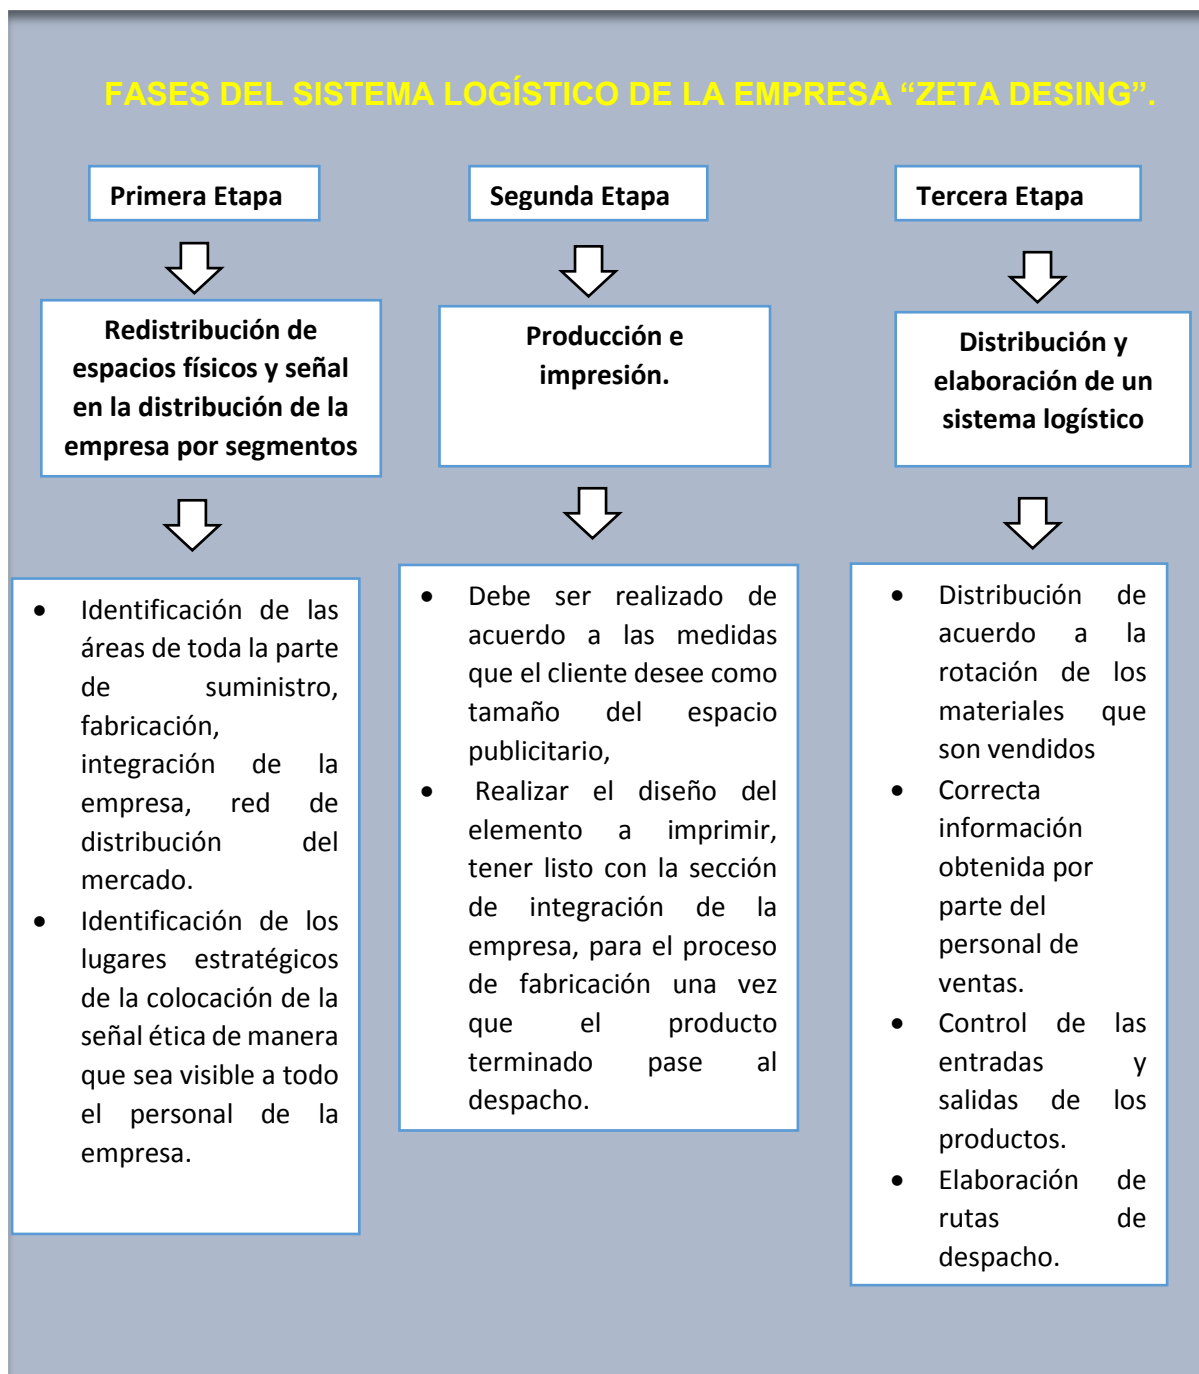 FASES DEL SISTEMA LOGÍSTICO DE LA EMPRESA “ZETA DESING”.
Primera Etapa
Redistribución de
espacios físicos y señal
en la distribución de la
empresa por segmentos
• Identificación de las
áreas de toda la parte
de suministro,
fabricación,
integración de la
empresa, red de
distribución del
mercado.
• Identificación de los
lugares estratégicos
de la colocación de la
señal ética de manera
que sea visible a todo
el personal de la
empresa.
Segunda Etapa
Producción e
impresión.
• Debe ser realizado de
acuerdo a las medidas
que el cliente desee como
tamaño del espacio
publicitario,
• Realizar el diseño del
elemento a imprimir,
tener listo con la sección
de integración de la
empresa, para el proceso
de fabricación una vez
que el producto
terminado pase al
despacho.
Tercera Etapa
Distribución y
elaboración de un
sistema logístico
• Distribución de
acuerdo a la
rotación de los
materiales que
son vendidos
• Correcta
información
obtenida por
parte del
personal de
ventas.
• Control de las
entradas y
salidas de los
productos.
• Elaboración de
rutas de
despacho.